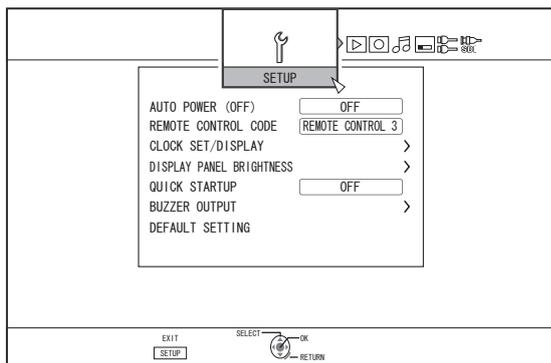 SDI
SETUP
AUTO POWER (OFF) OFF
REMOTE CONTROL CODE REMOTE CONTROL 3
CLOCK SET/DISPLAY
DISPLAY PANEL BRIGHTNESS
QUICK STARTUP OFF
BUZZER OUTPUT
DEFAULT SETTING
EXIT
SETUP
SELECT
OK
RETURN